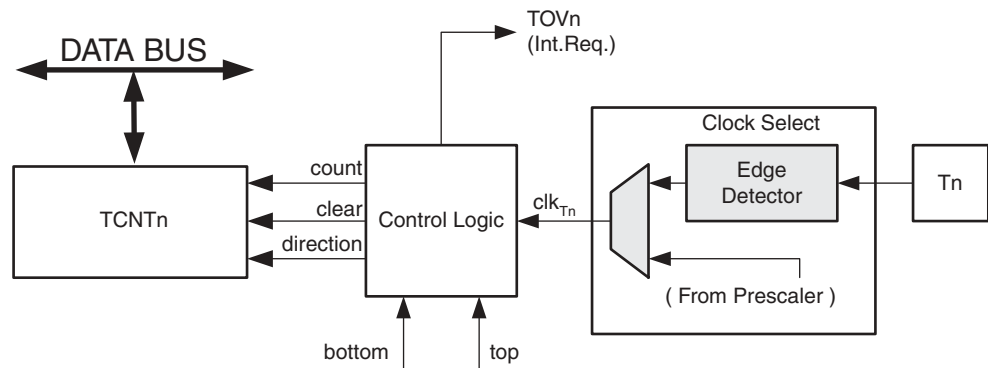 TOVn
(Int.Req.)
DATA BUS
Clock Select
count
Edge
Detector
Tn
TCNTn
clear
Control Logic
clkTn
direction
( From Prescaler )
bottom
top